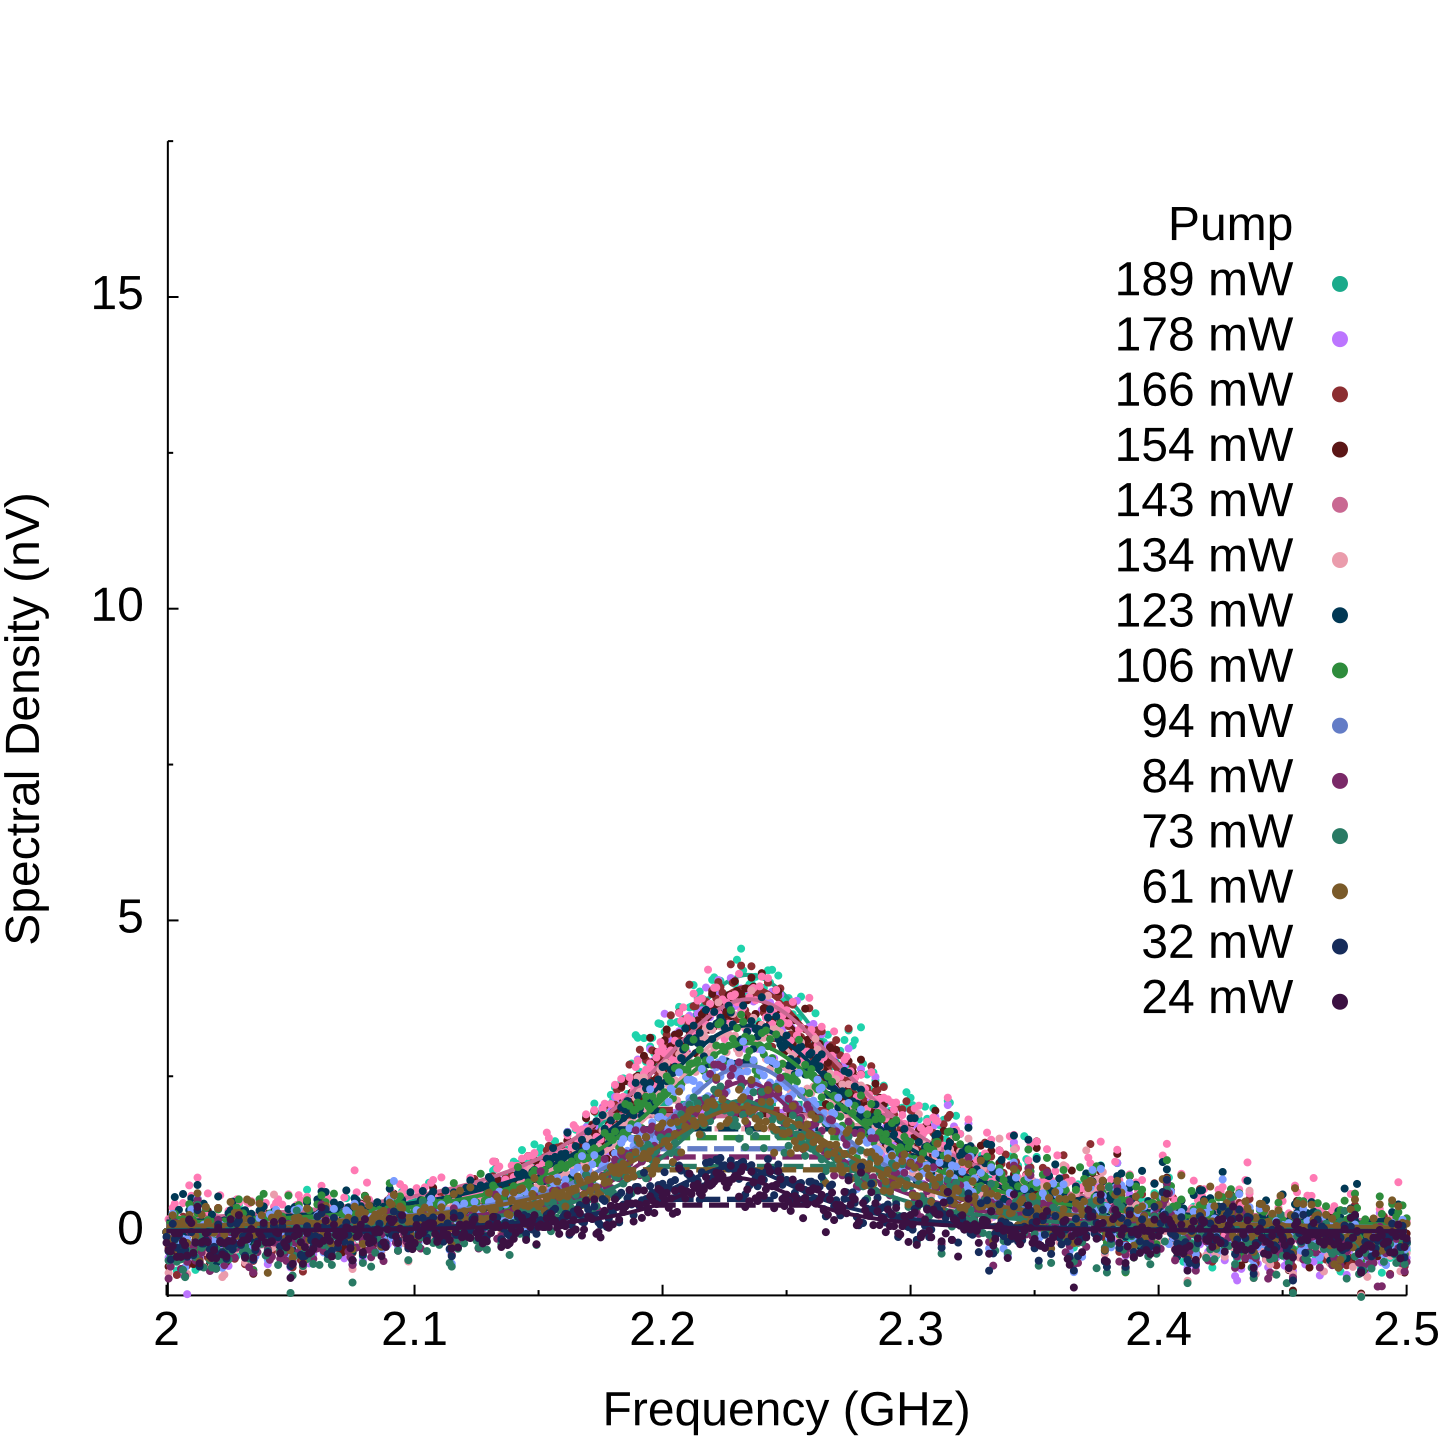 Pump
189 mW
178 mW
166 mW
154 mW
143 mW
134 mW
123 mW
106 mW
94 mW
84 mW
73 mW
61 mW
32 mW
24 mW
15
10
5
0
Spectral Density (nV)
2 2.1 2.2 2.3 2.4 2.5
Frequency (GHz)